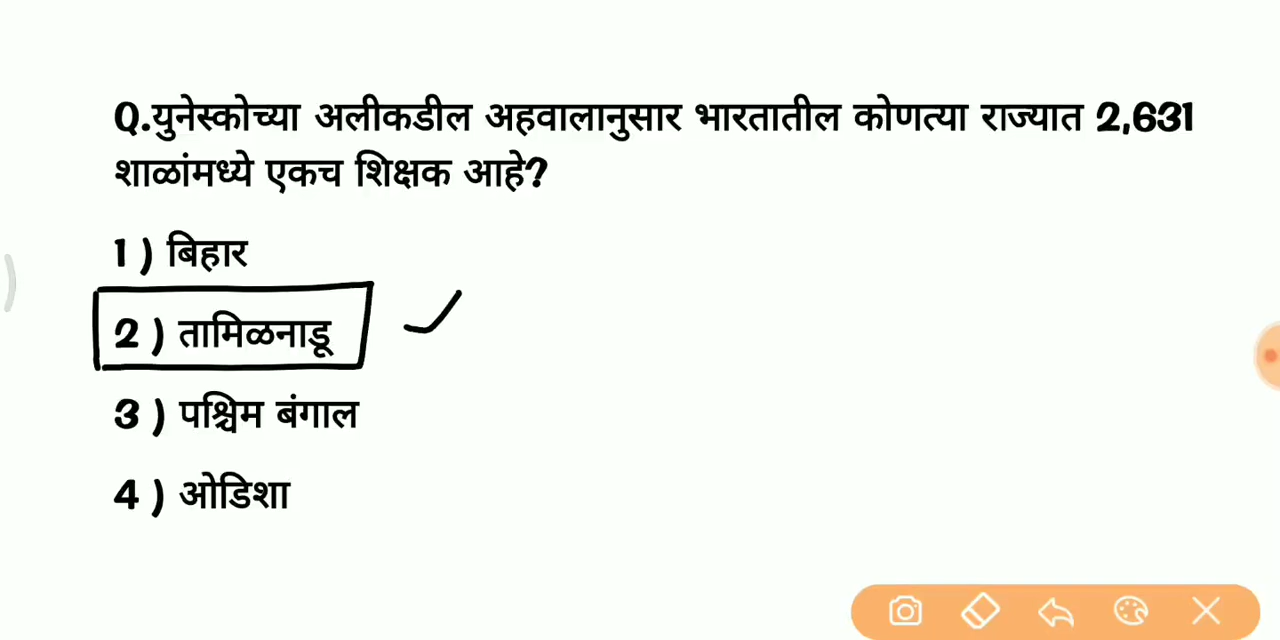 Q.युनेस्कोच्या अलीकडील अहवालानुसार भारतातील कोणत्या राज्यात 2,631
शाळांमध्ये एकच शिक्षक आहे?
1 ) बिहार
2 ) तामिळनाडू
3 ) पश्चिम बंगाल
4 ) ओडिशा